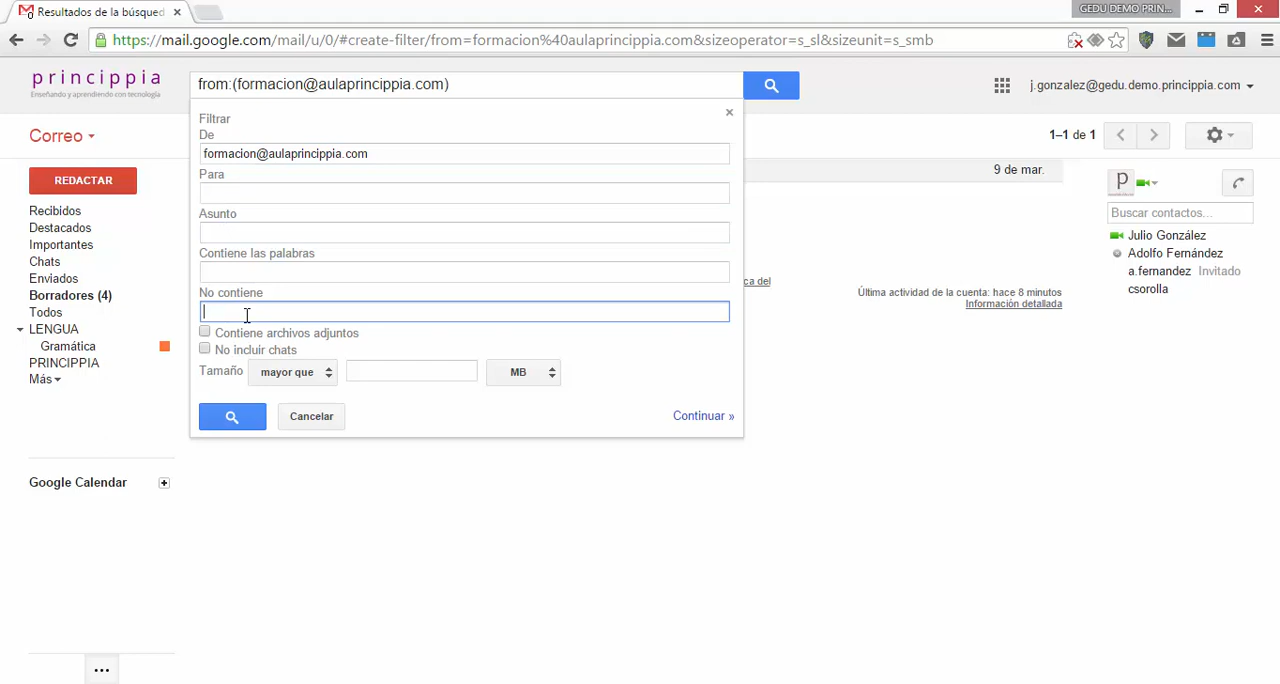 Resultados de la búsqued
GEDU DEMO PRIN...
https://mail.google.com/mail/u/0/#create-filter/from=formacion%40aulaprincippia.com&sizeoperator=s_sl&sizeunit=s_smb
princippia
Enseñando y aprendiendo con tecnología
from:(formacion@aulaprincippia.com)
j.gonzalez@gedu.demo.princippia.com
Correo
1–1 de 1
REDACTAR
Recibidos
Destacados
Importantes
Chats
Enviados
Borradores (4)
Todos
LENGUA
Gramática
PRINCIPPIA
Más
Google Calendar
Filtrar
De
formacion@aulaprincippia.com
Para
Asunto
Contiene las palabras
No contiene
Contiene archivos adjuntos
No incluir chats
Tamaño mayor que MB
Cancelar
Continuar »
9 de mar.
ca del
Última actividad de la cuenta: hace 8 minutos
Información detallada
p
Buscar contactos...
Julio González
Adolfo Fernández
a.fernandez Invitado
csorolla